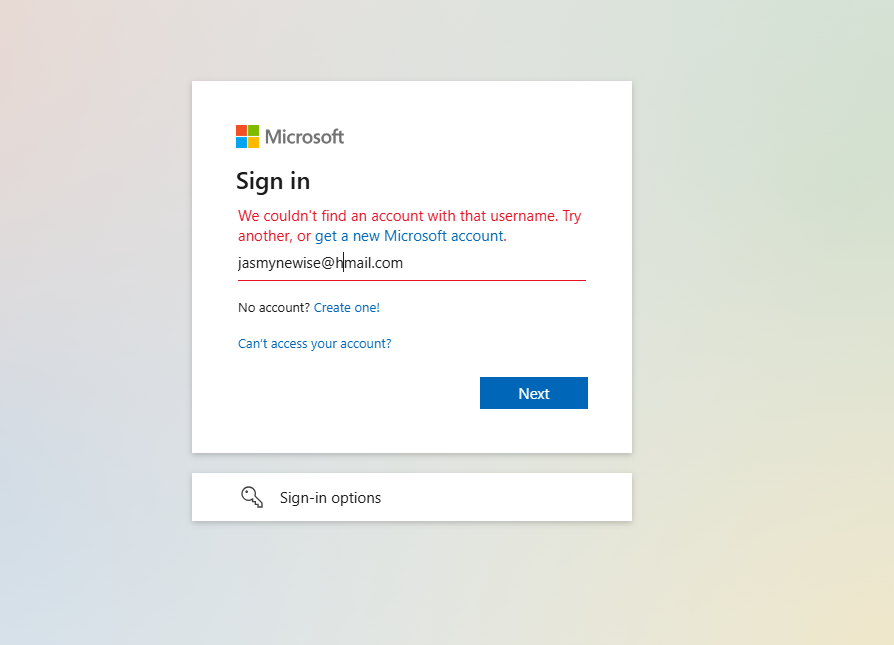 Microsoft
Sign in
We couldn't find an account with that username. Try
another, or get a new Microsoft account.
jasmynewise@hmail.com
No account? Create one!
Can't access your account?
Next
Sign-in options